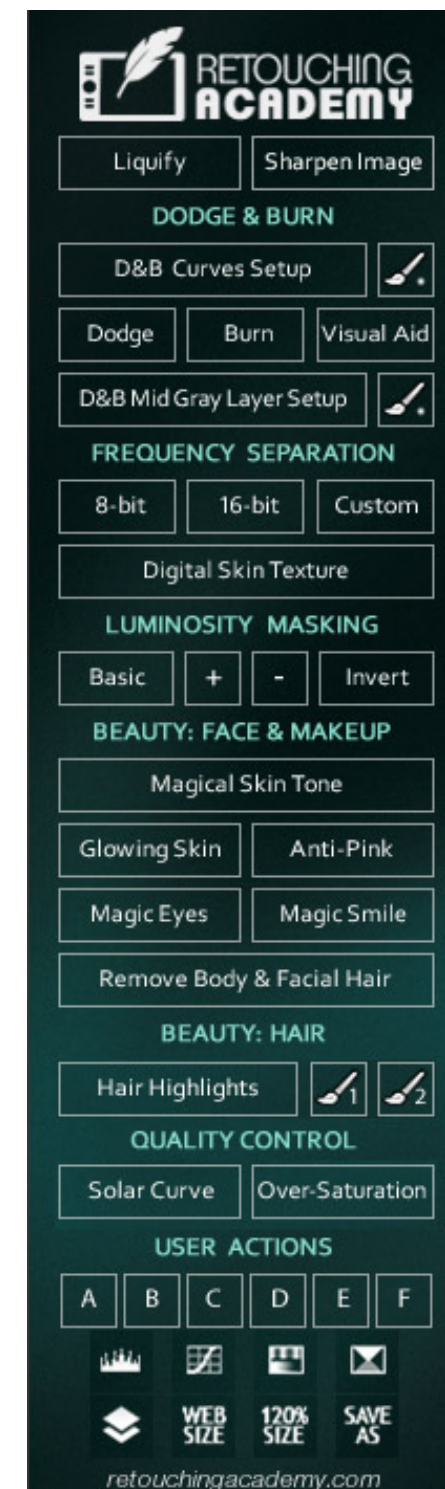 RETOUCHING
ACADEMY
Liquify Sharpen Image
DODGE & BURN
D&B Curves Setup
Dodge Burn Visual Aid
D&B Mid Gray Layer Setup
FREQUENCY SEPARATION
8-bit 16-bit Custom
Digital Skin Texture
LUMINOSITY MASKING
Basic + - Invert
BEAUTY: FACE & MAKEUP
Magical Skin Tone
Glowing Skin Anti-Pink
Magic Eyes Magic Smile
Remove Body & Facial Hair
BEAUTY: HAIR
Hair Highlights 1 2
QUALITY CONTROL
Solar Curve Over-Saturation
USER ACTIONS
A B C D E F
WEB SIZE 120% SIZE SAVE AS
retouchingacademy.com